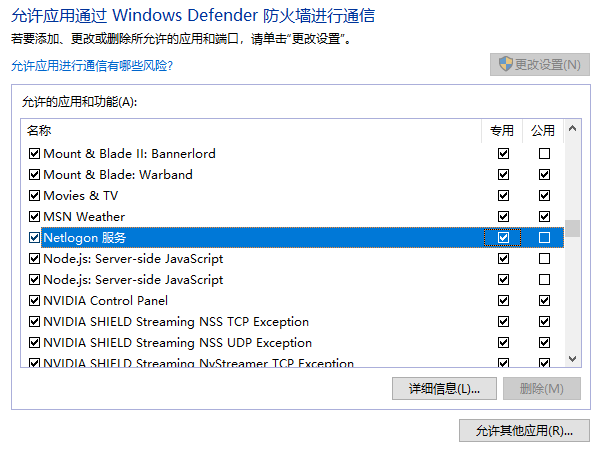 允许应用通过 Windows Defender 防火墙进行通信
若要添加、更改或删除所允许的应用和端口，请单击"更改设置"。
允许应用进行通信有哪些风险?
更改设置(N)
允许的应用和功能(A):
名称 专用 公用
Mount & Blade II: Bannerlord
Mount & Blade: Warband
Movies & TV
MSN Weather
Netlogon 服务
Node.js: Server-side JavaScript
Node.js: Server-side JavaScript
NVIDIA Control Panel
NVIDIA SHIELD Streaming NSS TCP Exception
NVIDIA SHIELD Streaming NSS UDP Exception
NVIDIA SHIELD Streaming NvStreamer TCP Exception
详细信息(L)... 删除(M)
允许其他应用(R)...